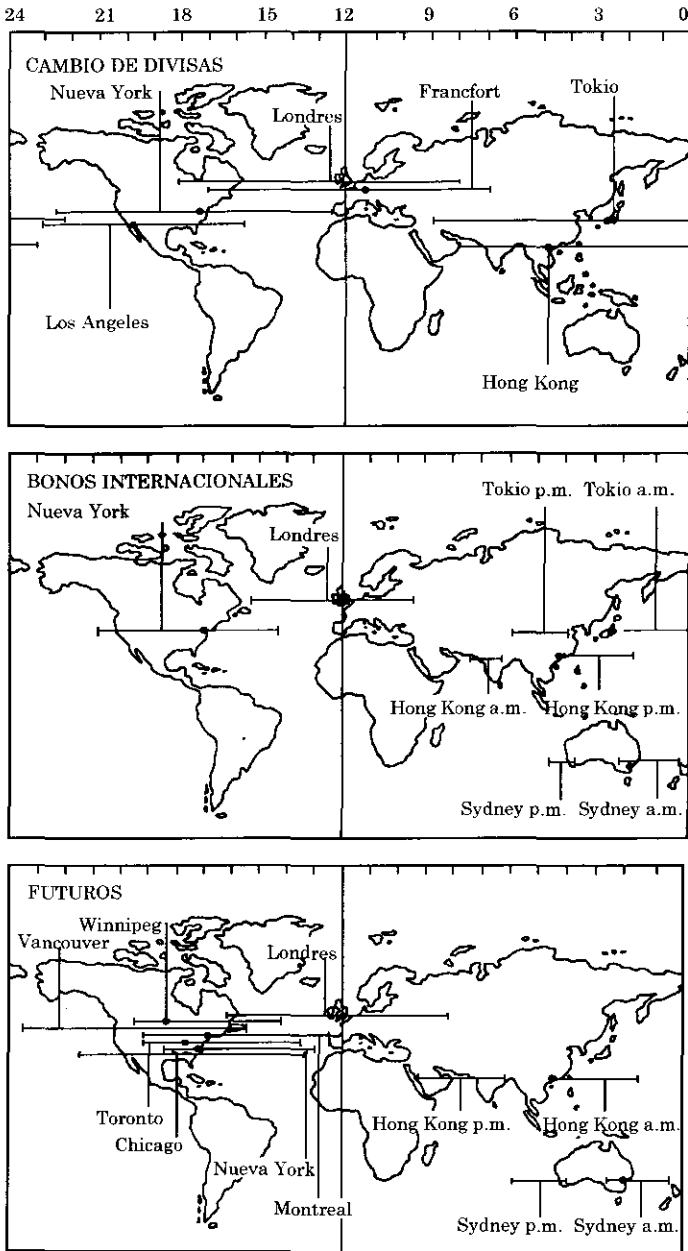 24 21 18 15 12 9 6 3 0
CAMBIO DE DIVISAS
Nueva York
Londres
Francfort
Tokio
Los Angeles
Hong Kong
BONOS INTERNACIONALES
Nueva York
Londres
Tokio p.m. Tokio a.m.
Hong Kong a.m. Hong Kong p.m.
Sydney p.m. Sydney a.m.
FUTUROS
Winnipeg
Vancouver
Londres
Toronto
Chicago
Nueva York
Montreal
Hong Kong p.m. Hong Kong a.m.
Sydney p.m. Sydney a.m.